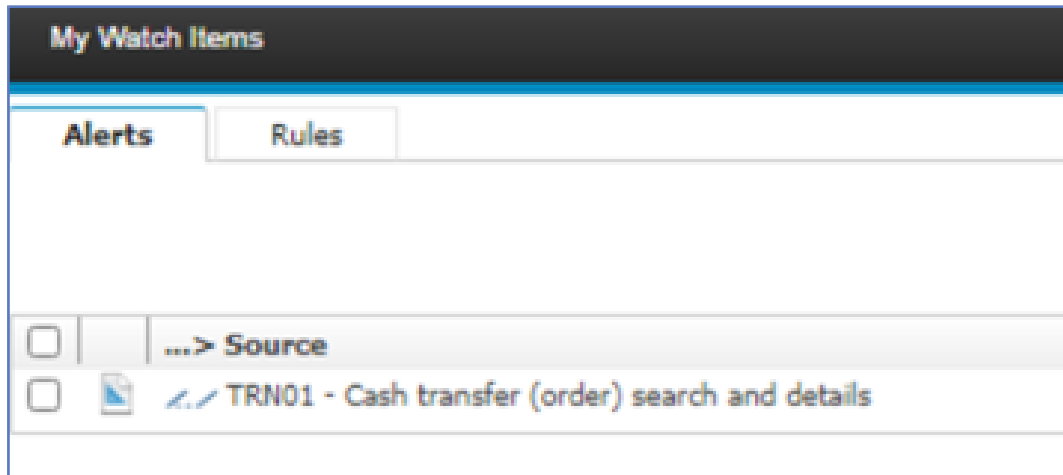 My Watch Items
Alerts Rules
...> Source
TRN01 - Cash transfer (order) search and details